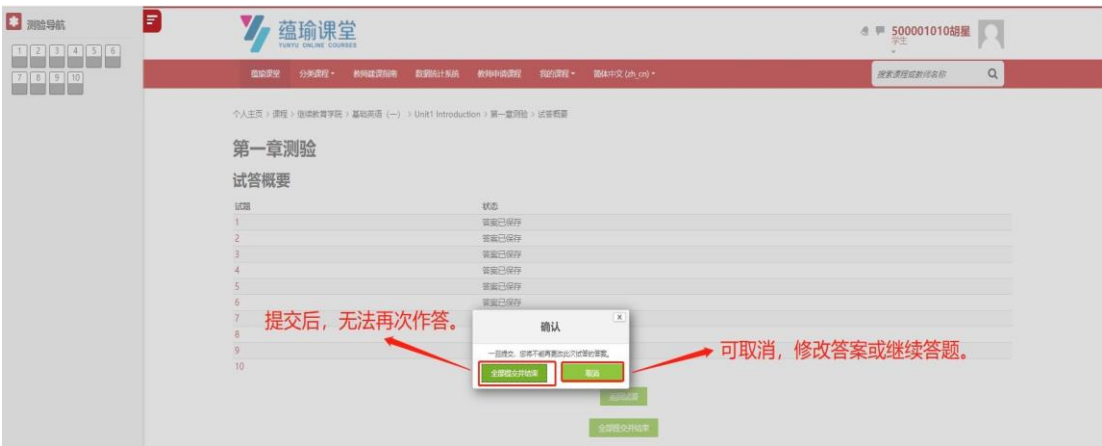 测验导航
1 2 3 4 5 6
7 8 9 10
蕴瑜课堂
YUNYU ONLINE COURSES
500001010胡星
学生
蕴瑜课堂 分类课程 教师建课指南 数据统计系统 教师申请课程 我的课程 简体中文 (zh_cn)
搜索课程或教师名称
个人主页 > 课程 > 继续教育学院 > 基础英语（一） > Unit1 Introduction > 第一章测验 > 试答概要
第一章测验
试答概要
试题 状态
1 答案已保存
2 答案已保存
3 答案已保存
4 答案已保存
5 答案已保存
6 答案已保存
7
8
9
10
提交后，无法再次作答。
确认
一旦提交，您将不能再更改此次试答的答案。
全部提交并结束 取消
可取消，修改答案或继续答题。
返回试答
全部提交并结束